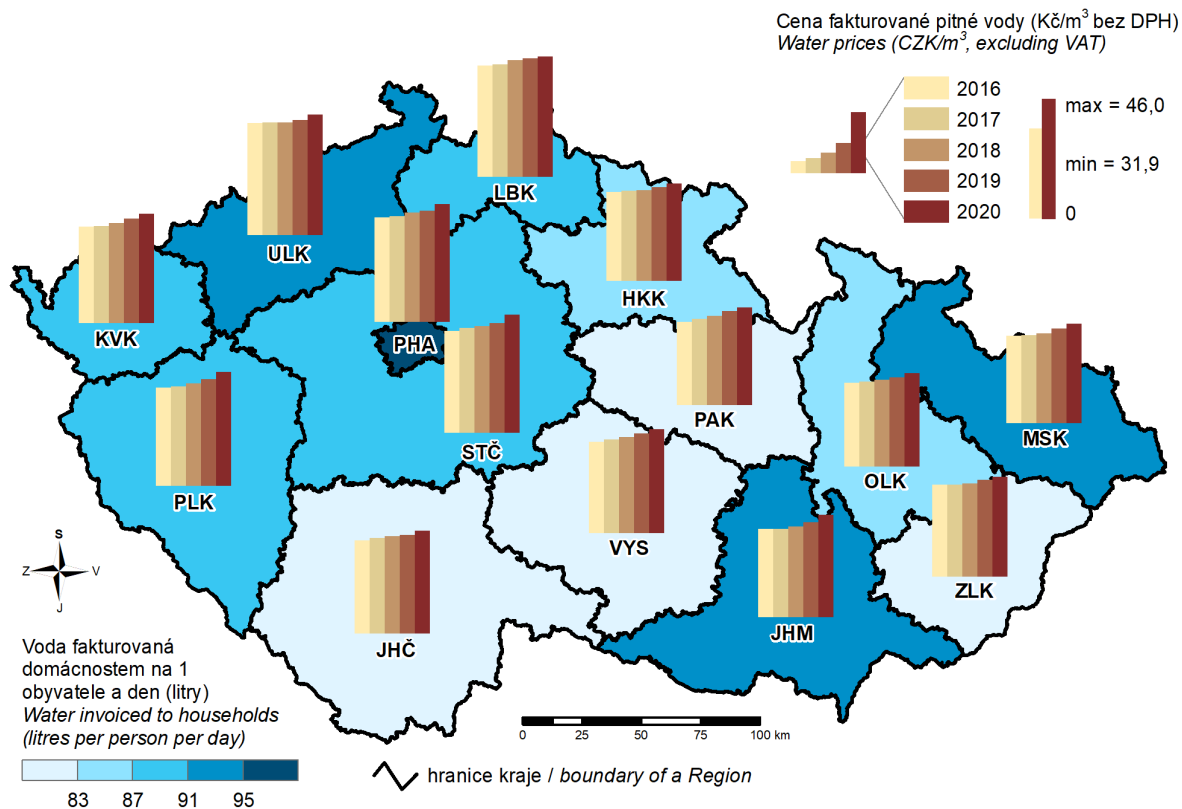 Cena fakturované pitné vody (Kč/m³ bez DPH)
Water prices (CZK/m³, excluding VAT)
2016
2017
2018
2019
2020
max = 46,0
min = 31,9
0
LBK
ULK
HKK
KVK
PHA
PAK
MSK
STČ
OLK
PLK
VYS
ZLK
JHM
JHČ
S
Z
V
J
Voda fakturovaná
domácnostem na 1
obyvatele a den (litry)
Water invoiced to households
(litres per person per day)
83 87 91 95
0 25 50 75 100 km
hranice kraje / boundary of a Region